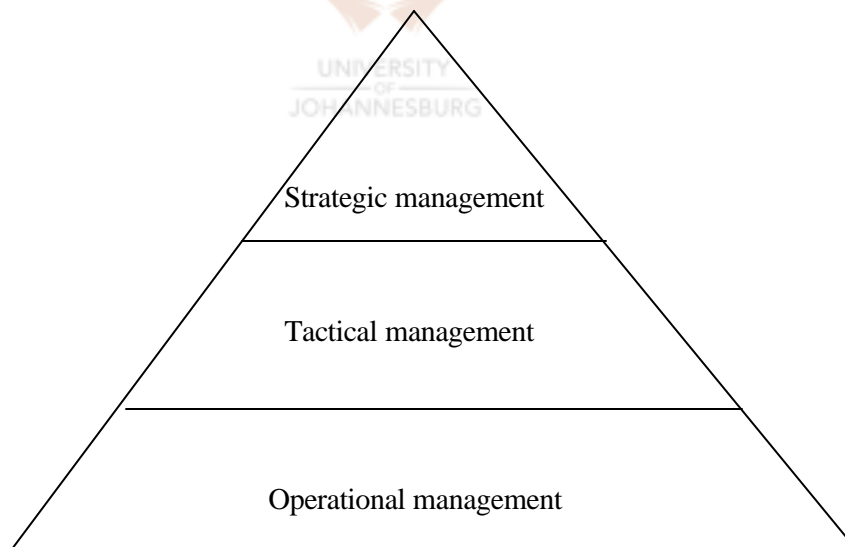 UNIVERSITY
OF
JOHANNESBURG
Strategic management
Tactical management
Operational management